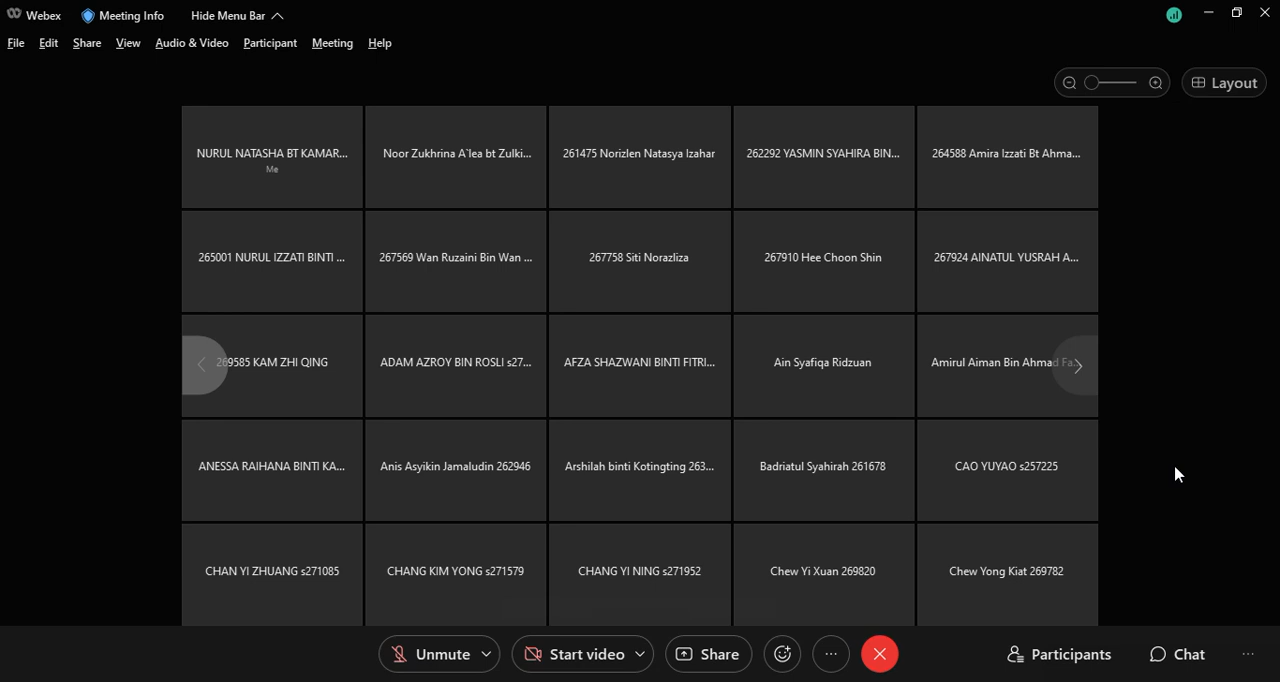 Webex Meeting Info Hide Menu Bar
File Edit Share View Audio & Video Participant Meeting Help
Layout
NURUL NATASHA BT KAMAR... Noor Zukhrina A`lea bt Zulki... 261475 Norizlen Natasya Izahar 262292 YASMIN SYAHIRA BIN... 264588 Amira Izzati Bt Ahma...
Me
265001 NURUL IZZATI BINTI ... 267569 Wan Ruzaini Bin Wan ... 267758 Siti Norazliza 267910 Hee Choon Shin 267924 AINATUL YUSRAH A...
269585 KAM ZHI QING ADAM AZROY BIN ROSLI s27... AFZA SHAZWANI BINTI FITRI... Ain Syafiqa Ridzuan Amirul Aiman Bin Ahmad Fa...
ANESSA RAIHANA BINTI KA... Anis Asyikin Jamaludin 262946 Arshilah binti Kotingting 263... Badriatul Syahirah 261678 CAO YUYAO s257225
CHAN YI ZHUANG s271085 CHANG KIM YONG s271579 CHANG YI NING s271952 Chew Yi Xuan 269820 Chew Yong Kiat 269782
Unmute Start video Share ... Participants Chat ...